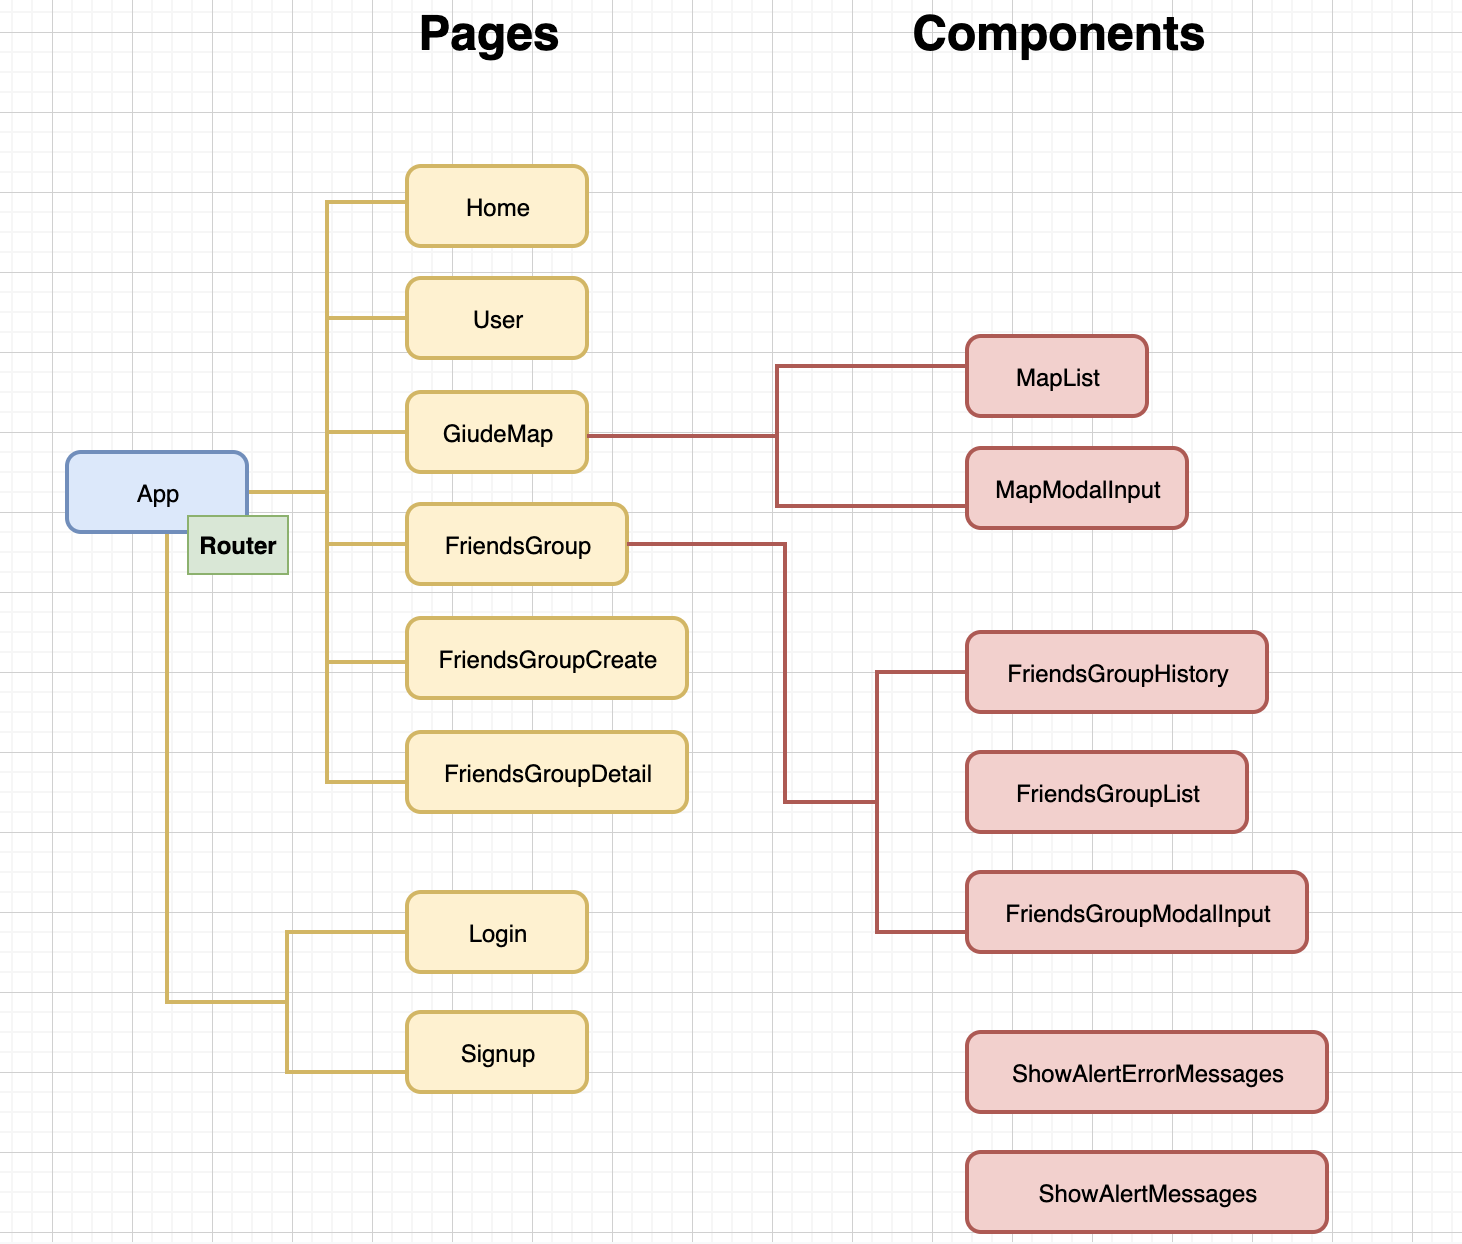 Pages
Components
Home
User
GiudeMap
MapList
MapModalInput
App
Router
FriendsGroup
FriendsGroupCreate
FriendsGroupDetail
FriendsGroupHistory
FriendsGroupList
FriendsGroupModalInput
Login
Signup
ShowAlertErrorMessages
ShowAlertMessages